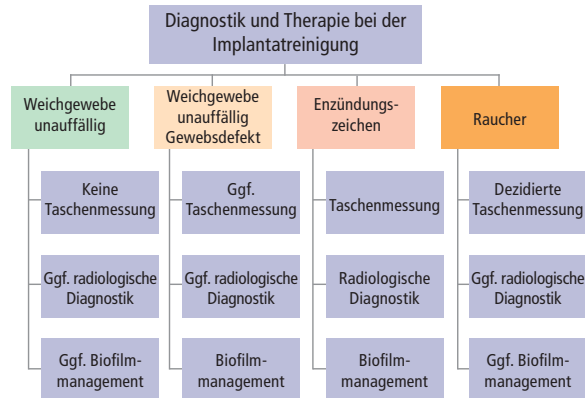 Diagnostik und Therapie bei der
Implantatreinigung
Weichgewebe
unauffällig
Weichgewebe
unauffällig
Gewebsdefekt
Enzündungs-
zeichen
Raucher
Keine
Taschenmessung
Ggf.
Taschenmessung
Taschenmessung
Dezidierte
Taschenmessung
Ggf. radiologische
Diagnostik
Ggf. radiologische
Diagnostik
Radiologische
Diagnostik
Ggf. radiologische
Diagnostik
Ggf. Biofilm-
management
Biofilm-
management
Biofilm-
management
Ggf. Biofilm-
management